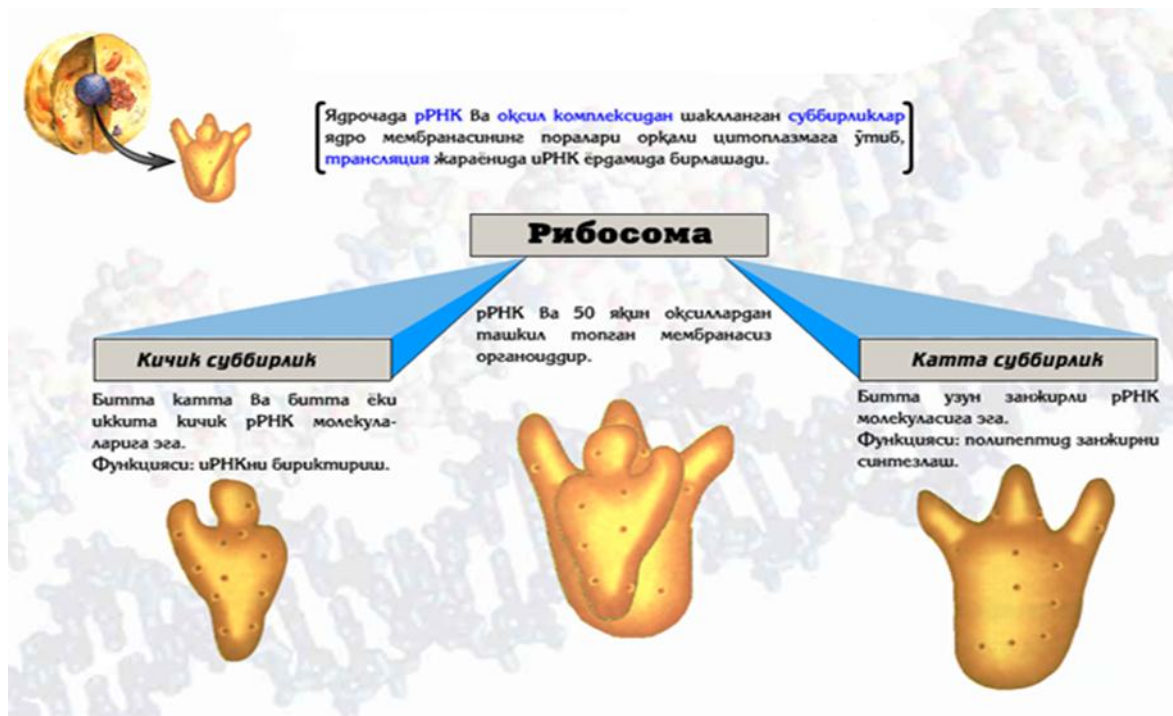 Ядрочада рРНК Ва оқсил комплексидан шаклланган суббирликлар
ядро мембранасининг поралари орқали цитоплазмага ўтиб,
трансляция жараёнида иРНК ёрдамида бирлашади.
Рибосома
рРНК Ва 50 яқин оқсиллардан
ташкил топган мембранасиз
органоиддир.
Кичик суббирлик
Битта катта Ва битта ёки
иккита кичик рРНК молекула-
ларига эга.
Функцияси: иРНКни бириктириш.
Катта суббирлик
Битта узун занжирли рРНК
молекуласига эга.
Функцияси: полипептид занжирни
синтезлаш.